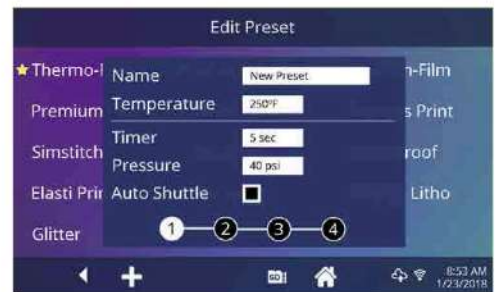 Edit Preset
Thermo-
n-Film
Name
New Preset
Premium
Temperature
250°F
s Print
Timer
5 sec
Simstitch
Pressure
40 psi
roof
Elasti Prin
Auto Shuttle
Litho
Glitter
1 2 3 4
8:53 AM
1/23/2018